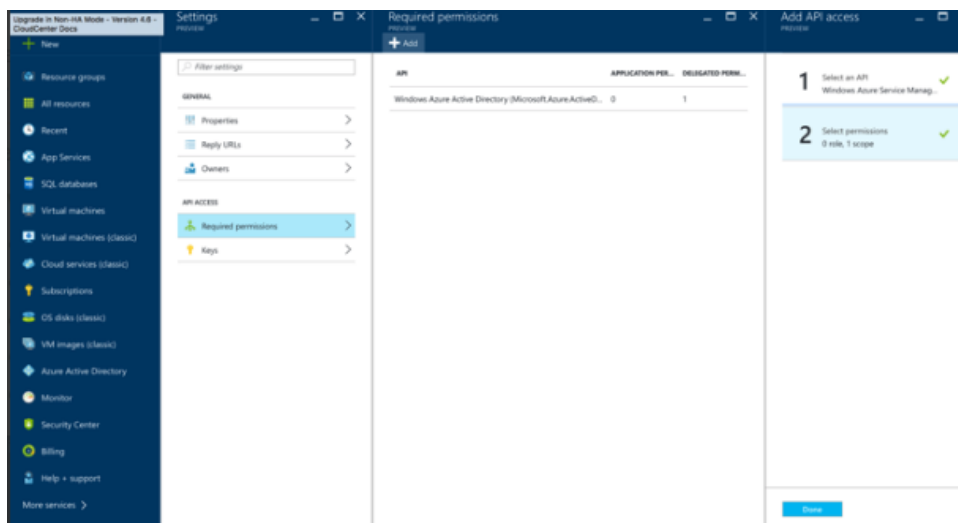 Upgrade in Non-HA Mode - Version 4.6 -
CloudCenter Docs
New
Resource groups
All resources
Recent
App Services
SQL databases
Virtual machines
Virtual machines (classic)
Cloud services (classic)
Subscriptions
OS disks (classic)
VM images (classic)
Azure Active Directory
Monitor
Security Center
Billing
Help + support
More services
Settings
PREVIEW
Filter settings
GENERAL
Properties
Reply URLs
Owners
API ACCESS
Required permissions
Keys
Required permissions
PREVIEW
Add
API APPLICATION PER... DELEGATED PERM...
Windows Azure Active Directory (Microsoft.Azure.ActiveD... 0 1
Add API access
PREVIEW
1 Select an API
Windows Azure Service Manag...
2 Select permissions
0 role, 1 scope
Done